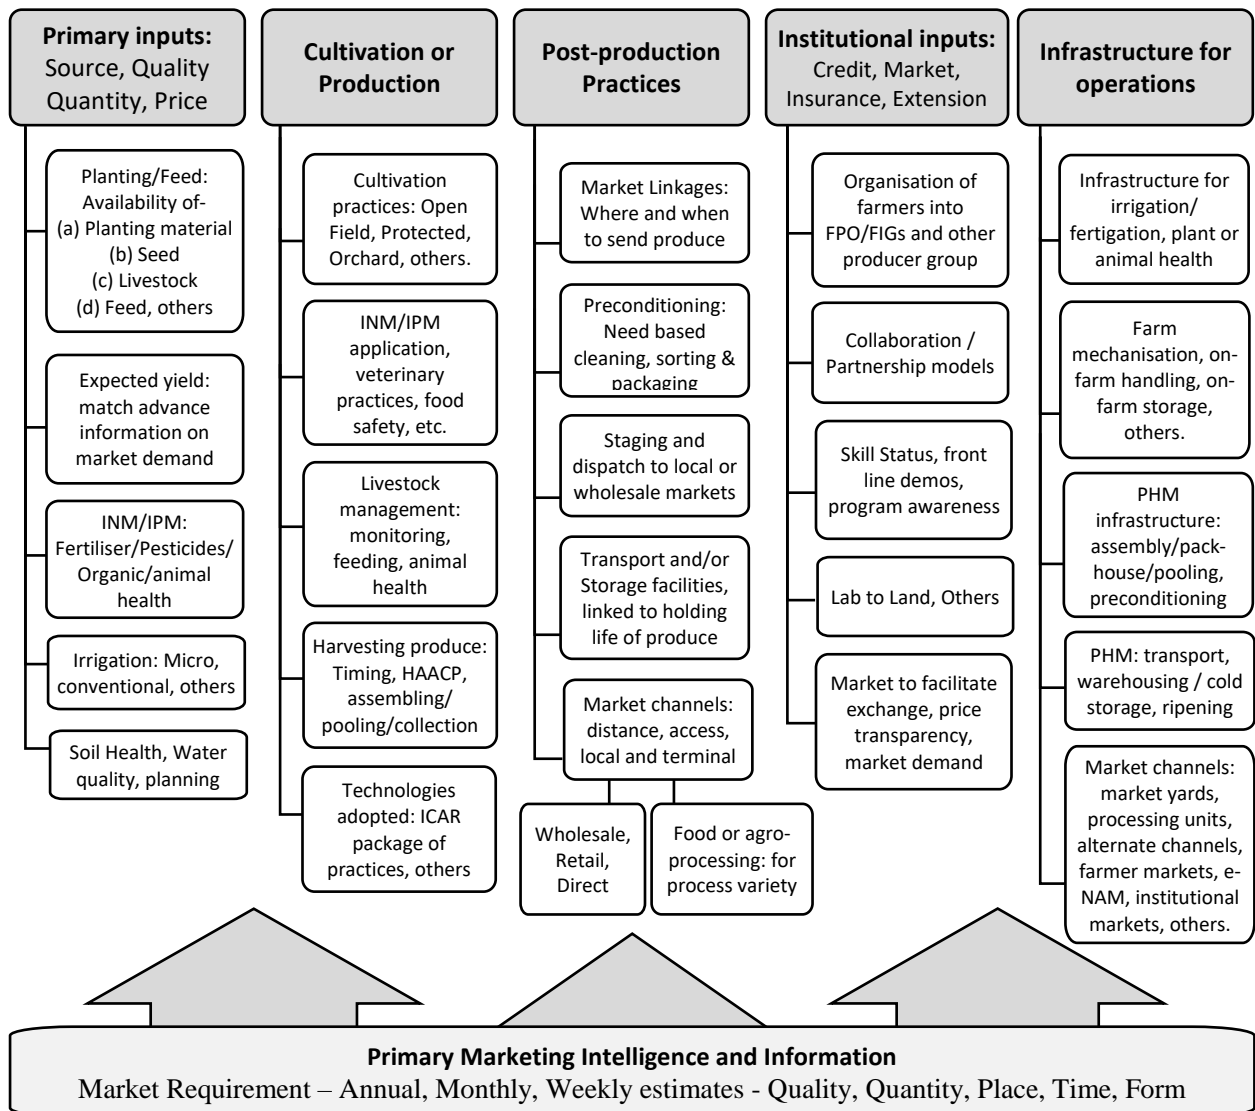 Primary inputs:
Source, Quality
Quantity, Price
Planting/Feed:
Availability of-
(a) Planting material
(b) Seed
(c) Livestock
(d) Feed, others
Expected yield:
match advance
information on
market demand
INM/IPM:
Fertiliser/Pesticides/
Organic/animal
health
Irrigation: Micro,
conventional, others
Soil Health, Water
quality, planning
Cultivation or
Production
Cultivation
practices: Open
Field, Protected,
Orchard, others.
INM/IPM
application,
veterinary
practices, food
safety, etc.
Livestock
management:
monitoring,
feeding, animal
health
Harvesting produce:
Timing, HAACP,
assembling/
pooling/collection
Technologies
adopted: ICAR
package of
practices, others
Post-production
Practices
Market Linkages:
Where and when
to send produce
Preconditioning:
Need based
cleaning, sorting &
packaging
Staging and
dispatch to local or
wholesale markets
Transport and/or
Storage facilities,
linked to holding
life of produce
Market channels:
distance, access,
local and terminal
Wholesale,
Retail,
Direct
Food or agro-
processing: for
process variety
Institutional inputs:
Credit, Market,
Insurance, Extension
Organisation of
farmers into
FPO/FIGs and other
producer group
Collaboration /
Partnership models
Skill Status, front
line demos,
program awareness
Lab to Land, Others
Market to facilitate
exchange, price
transparency,
market demand
Infrastructure for
operations
Infrastructure for
irrigation/
fertigation, plant or
animal health
Farm
mechanisation, on-
farm handling, on-
farm storage,
others.
PHM
infrastructure:
assembly/pack-
house/pooling,
preconditioning
PHM: transport,
warehousing / cold
storage, ripening
Market channels:
market yards,
processing units,
alternate channels,
farmer markets, e-
NAM, institutional
markets, others.
Primary Marketing Intelligence and Information
Market Requirement – Annual, Monthly, Weekly estimates - Quality, Quantity, Place, Time, Form